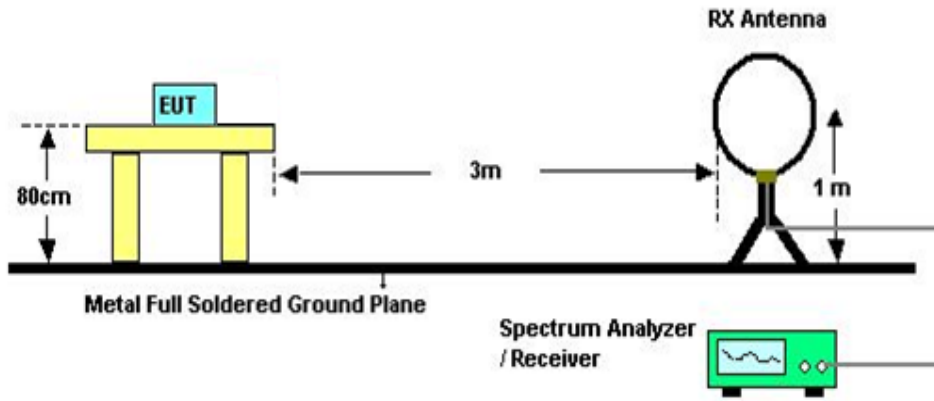 RX Antenna
EUT
3m
80cm
1 m
Metal Full Soldered Ground Plane
Spectrum Analyzer
/ Receiver